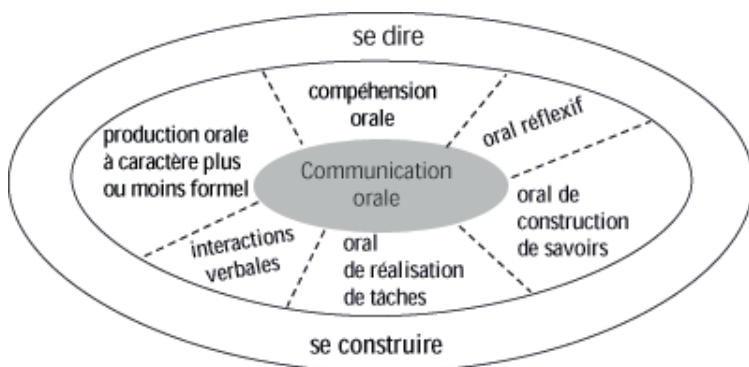 se dire
compréhension
orale
oral réflexif
production orale
à caractère plus
ou moins formel
Communication
orale
oral de
construction
de savoirs
interactions
verbales
oral
de réalisation
de tâches
se construire